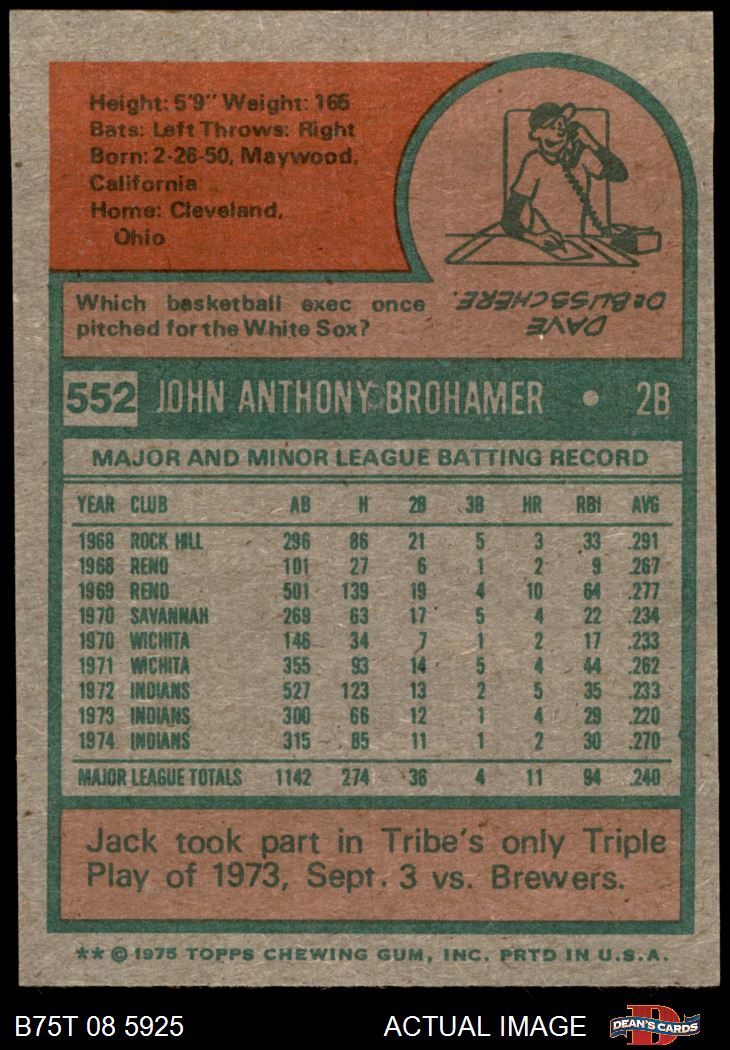 Height: 5'9" Weight: 165
Bats: Left Throws: Right
Born: 2-26-50, Maywood,
California
Home: Cleveland,
Ohio
Which basketball exec once
pitched for the White Sox?
DAVE
DeBUSSCHERE.
552 JOHN ANTHONY BROHAMER • 2B
MAJOR AND MINOR LEAGUE BATTING RECORD
YEAR CLUB AB H 2B 3B HR RBI AVG
1968 ROCK HILL 296 86 21 5 3 33 .291
1968 RENO 101 27 6 1 2 9 .267
1969 RENO 501 139 19 4 10 64 .277
1970 SAVANNAH 269 63 17 5 4 22 .234
1970 WICHITA 146 34 7 1 2 17 .233
1971 WICHITA 355 93 14 5 4 44 .262
1972 INDIANS 527 123 13 2 5 35 .233
1973 INDIANS 300 66 12 1 4 29 .220
1974 INDIANS 315 85 11 1 2 30 .270
MAJOR LEAGUE TOTALS 1142 274 36 4 11 94 .240
Jack took part in Tribe's only Triple
Play of 1973, Sept. 3 vs. Brewers.
** © 1975 TOPPS CHEWING GUM, INC. PRTD IN U.S.A.
B75T 08 5925 ACTUAL IMAGE DEAN'S CARDS